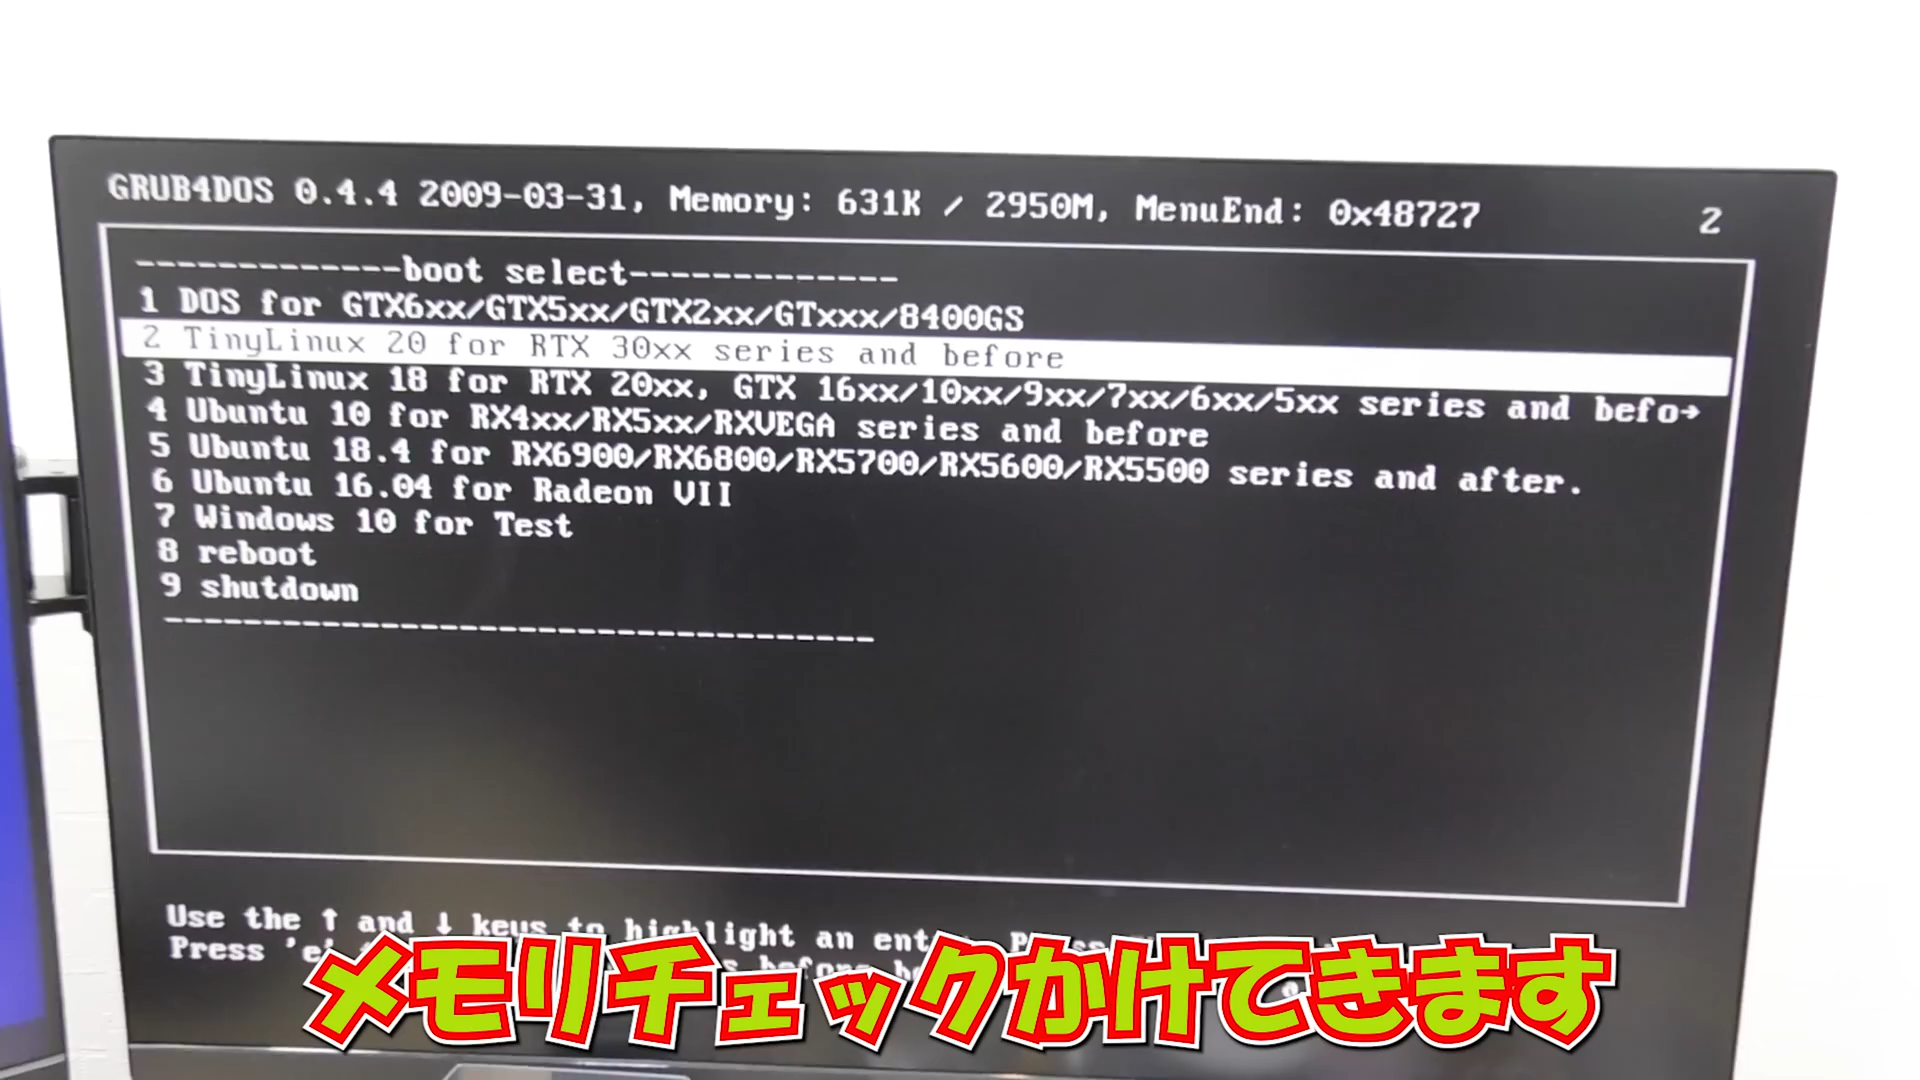 GRUB4DOS 0.4.4 2009-03-31, Memory: 631K / 2950M, MenuEnd: 0x48727 2
-------------boot select-------------
1 DOS for GTX6xx/GTX5xx/GTX2xx/GTxxx/8400GS
2 TinyLinux 20 for RTX 30xx series and before
3 TinyLinux 18 for RTX 20xx, GTX 16xx/10xx/9xx/7xx/6xx/5xx series and befo→
4 Ubuntu 10 for RX4xx/RX5xx/RXVEGA series and before
5 Ubuntu 18.4 for RX6900/RX6800/RX5700/RX5600/RX5500 series and after.
6 Ubuntu 16.04 for Radeon VII
7 Windows 10 for Test
8 reboot
9 shutdown
Use the ↑ and ↓ keys to highlight an
Press 'e' before
メモリチェックかけてきます